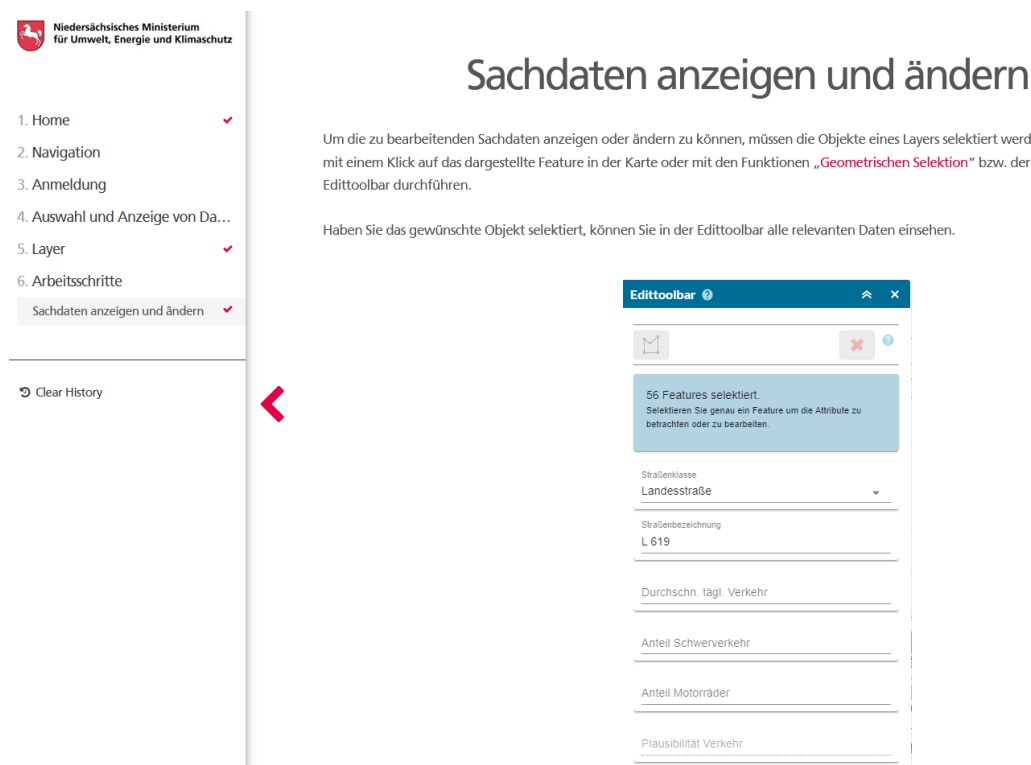 Niedersächsisches Ministerium
für Umwelt, Energie und Klimaschutz
1. Home
2. Navigation
3. Anmeldung
4. Auswahl und Anzeige von Da...
5. Layer
6. Arbeitsschritte
Sachdaten anzeigen und ändern
Clear History
Sachdaten anzeigen und ändern
Um die zu bearbeitenden Sachdaten anzeigen oder ändern zu können, müssen die Objekte eines Layers selektiert werd
mit einem Klick auf das dargestellte Feature in der Karte oder mit den Funktionen „Geometrischen Selektion“ bzw. der
Edittoolbar durchführen.
Haben Sie das gewünschte Objekt selektiert, können Sie in der Edittoolbar alle relevanten Daten einsehen.
Edittoolbar
56 Features selektiert.
Selektieren Sie genau ein Feature um die Attribute zu
betrachten oder zu bearbeiten.
Straßenklasse
Landesstraße
Straßenbezeichnung
L 619
Durchschn. tägl. Verkehr
Anteil Schwerverkehr
Anteil Motorräder
Plausibilität Verkehr